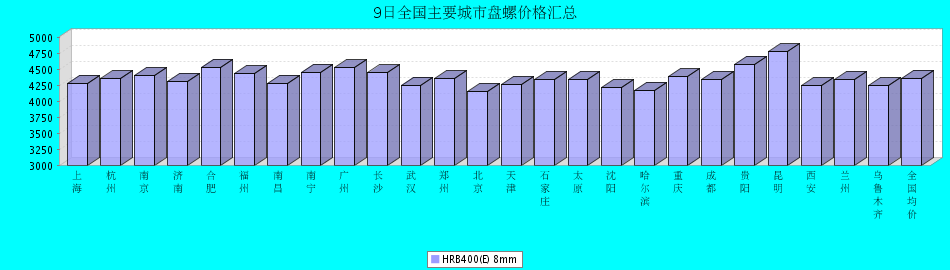 9日全国主要城市盘螺价格汇总
5000
4750
4500
4250
4000
3750
3500
3250
3000
上海
杭州
南京
济南
合肥
福州
南昌
南宁
广州
长沙
武汉
郑州
北京
天津
石家庄
太原
沈阳
哈尔滨
重庆
成都
贵阳
昆明
西安
兰州
乌鲁木齐
全国均价
HRB400(E) 8mm